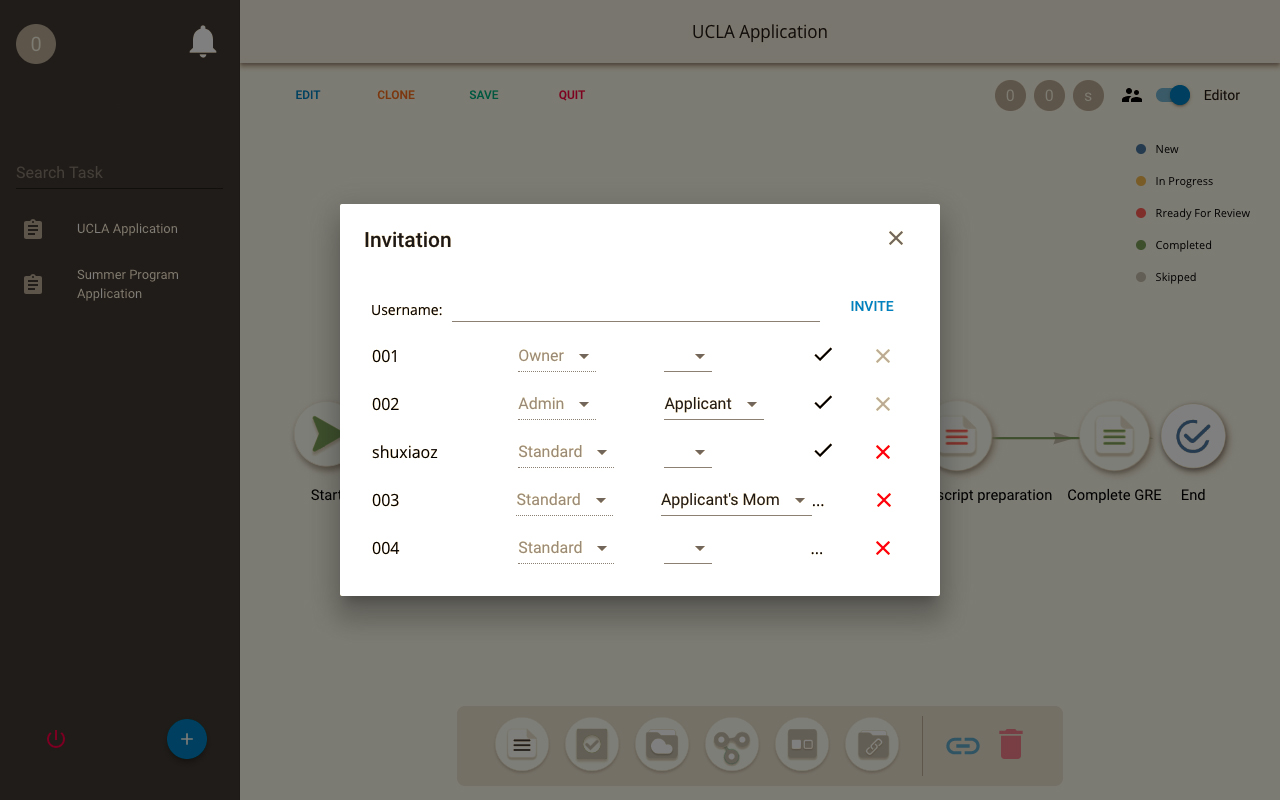 0
Search Task
UCLA Application
Summer Program
Application
UCLA Application
EDIT CLONE SAVE QUIT
0 0 s Editor
New
In Progress
Rready For Review
Completed
Skipped
Invitation
Username: INVITE
001 Owner
002 Admin Applicant
shuxiaoz Standard
003 Standard Applicant's Mom ...
004 Standard ...
Start script preparation Complete GRE End